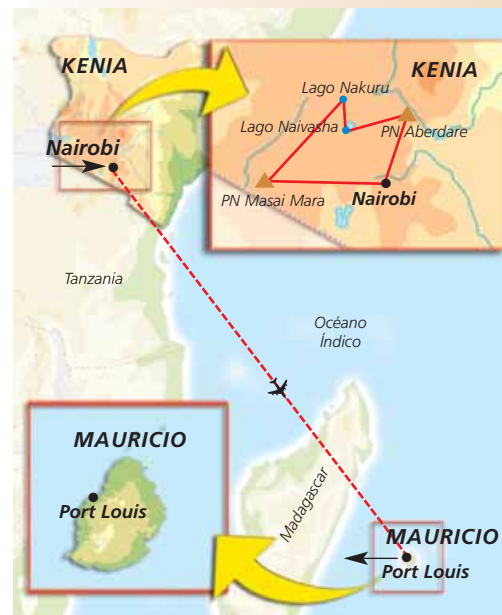 KENIA
Nairobi
KENIA
Lago Nakuru
Lago Naivasha
PN Aberdare
PN Masai Mara
Nairobi
Tanzania
Océano
Índico
MAURICIO
Port Louis
Madagascar
MAURICIO
Port Louis